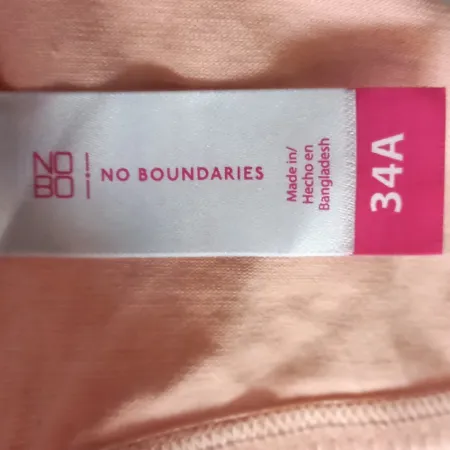 NO
BO
NO BOUNDARIES
Made in/
Hecho en
Bangladesh
34A